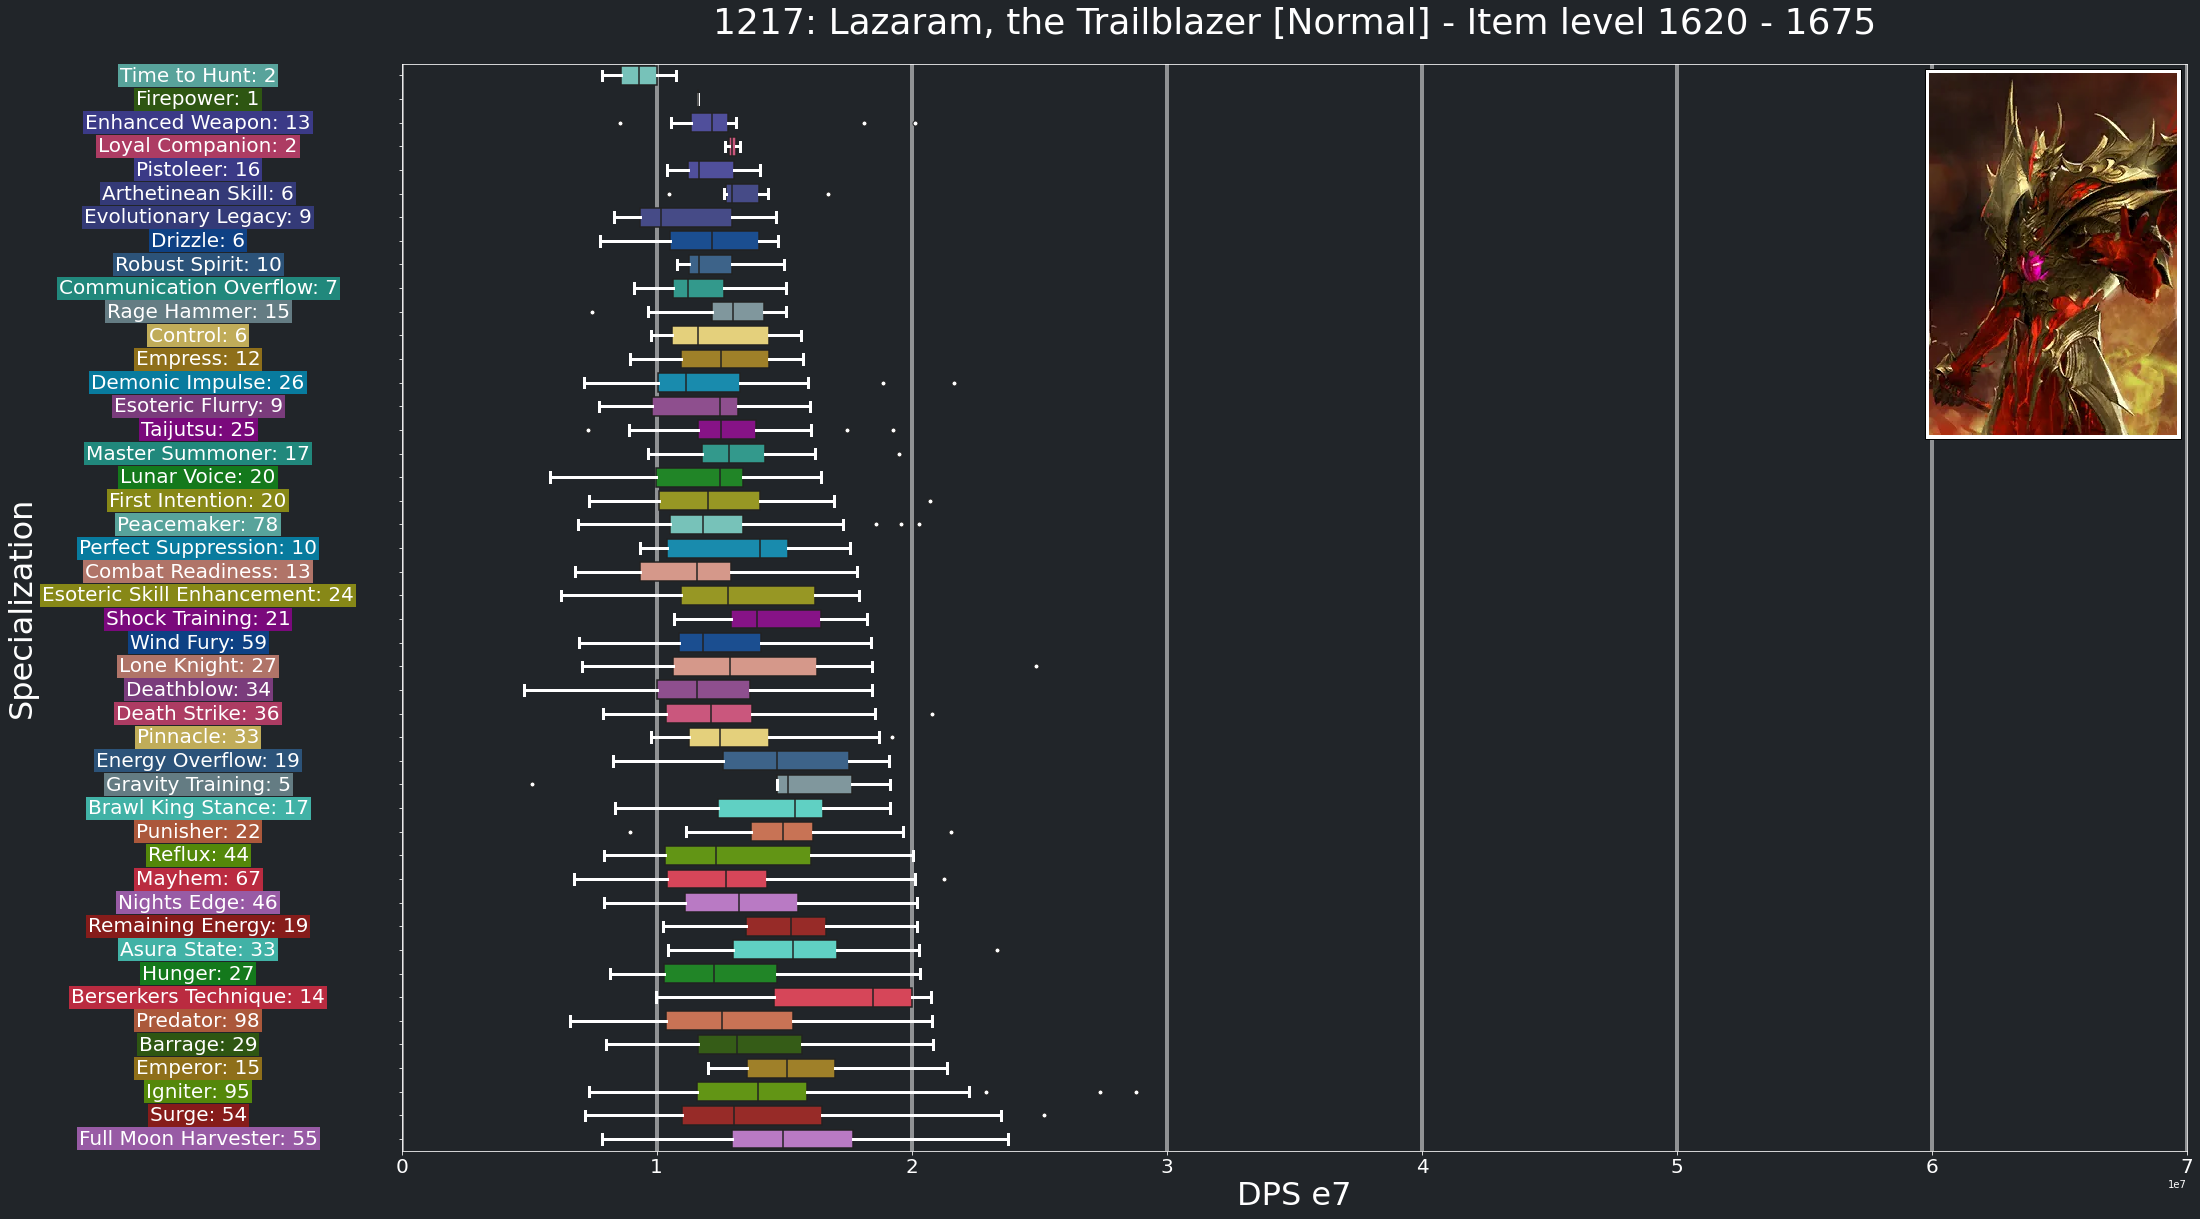 1217: Lazaram, the Trailblazer [Normal] - Item level 1620 - 1675
Specialization
Time to Hunt: 2
Firepower: 1
Enhanced Weapon: 13
Loyal Companion: 2
Pistoleer: 16
Arthetinean Skill: 6
Evolutionary Legacy: 9
Drizzle: 6
Robust Spirit: 10
Communication Overflow: 7
Rage Hammer: 15
Control: 6
Empress: 12
Demonic Impulse: 26
Esoteric Flurry: 9
Taijutsu: 25
Master Summoner: 17
Lunar Voice: 20
First Intention: 20
Peacemaker: 78
Perfect Suppression: 10
Combat Readiness: 13
Esoteric Skill Enhancement: 24
Shock Training: 21
Wind Fury: 59
Lone Knight: 27
Deathblow: 34
Death Strike: 36
Pinnacle: 33
Energy Overflow: 19
Gravity Training: 5
Brawl King Stance: 17
Punisher: 22
Reflux: 44
Mayhem: 67
Nights Edge: 46
Remaining Energy: 19
Asura State: 33
Hunger: 27
Berserkers Technique: 14
Predator: 98
Barrage: 29
Emperor: 15
Igniter: 95
Surge: 54
Full Moon Harvester: 55
0 1 2 3 4 5 6 7
1e7
DPS e7